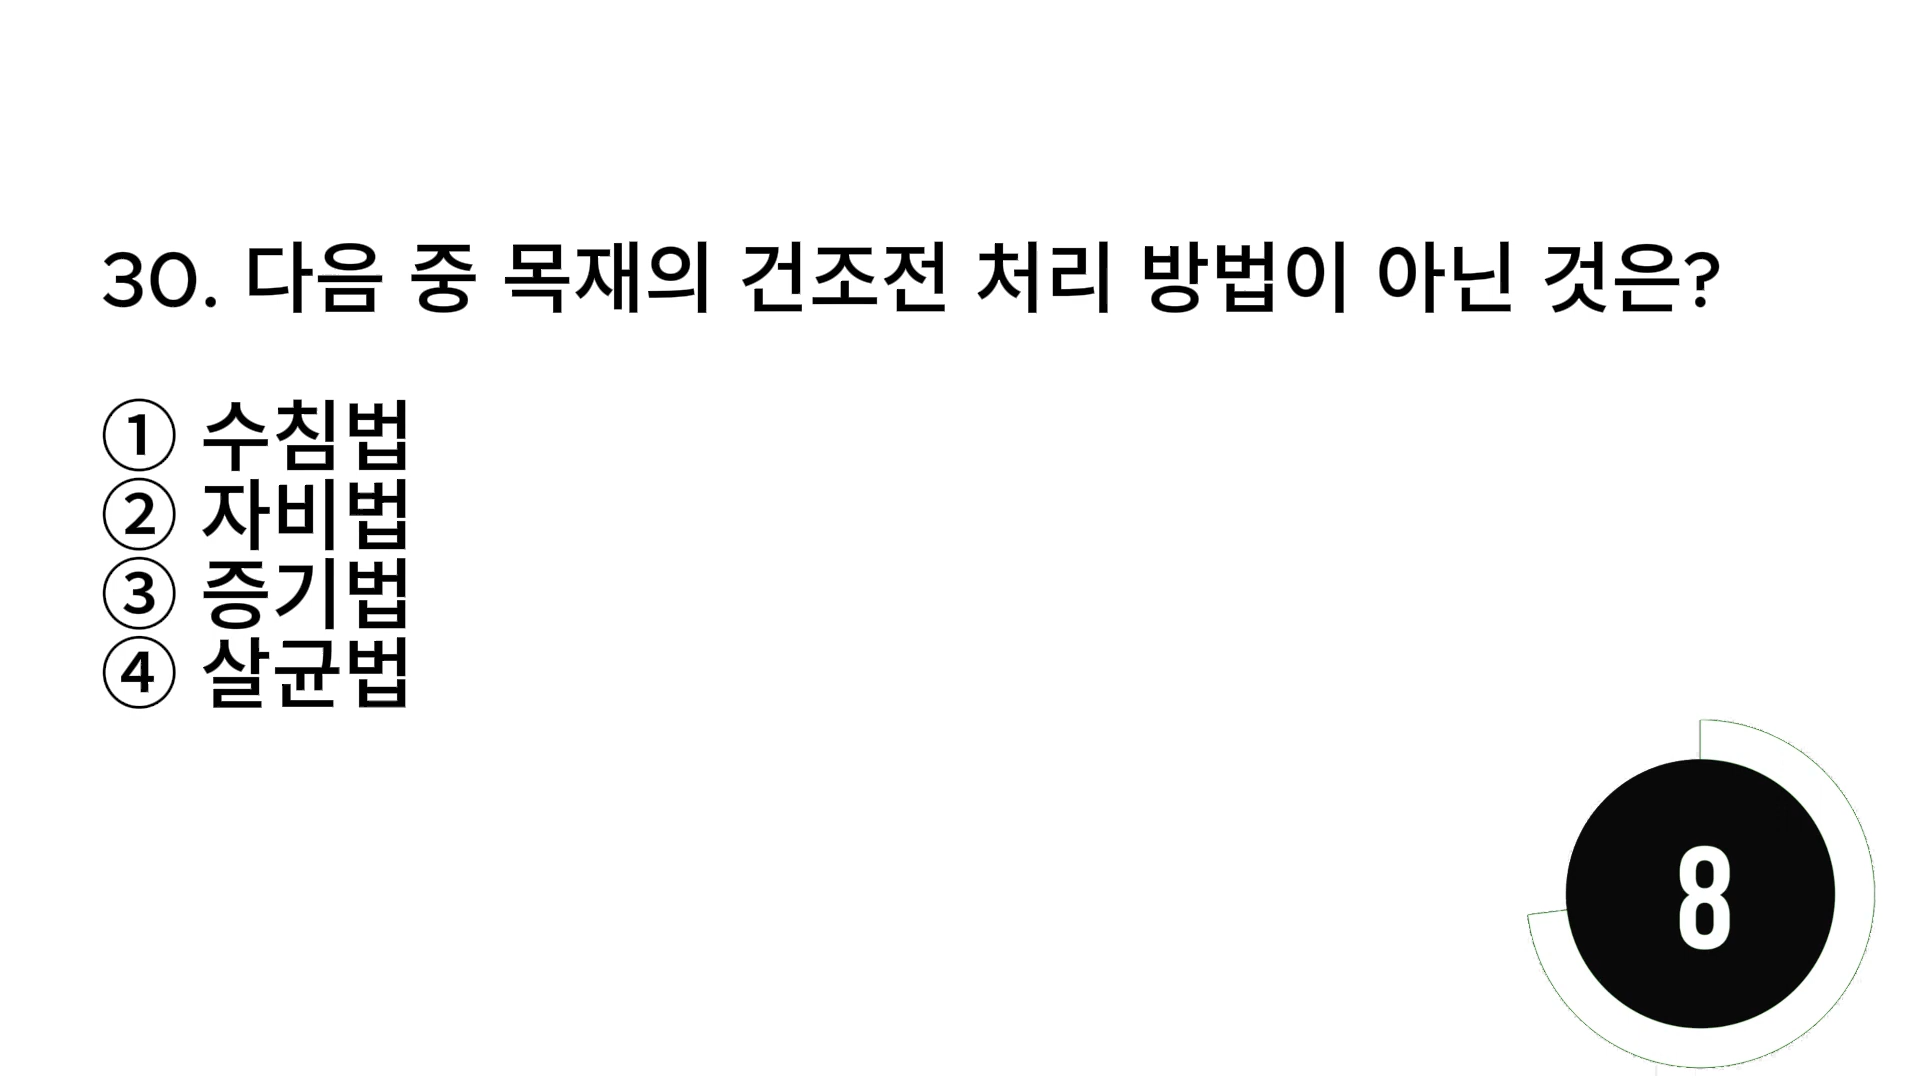 30. 다음 중 목재의 건조전 처리 방법이 아닌 것은?
① 수침법
② 자비법
③ 증기법
④ 살균법
8